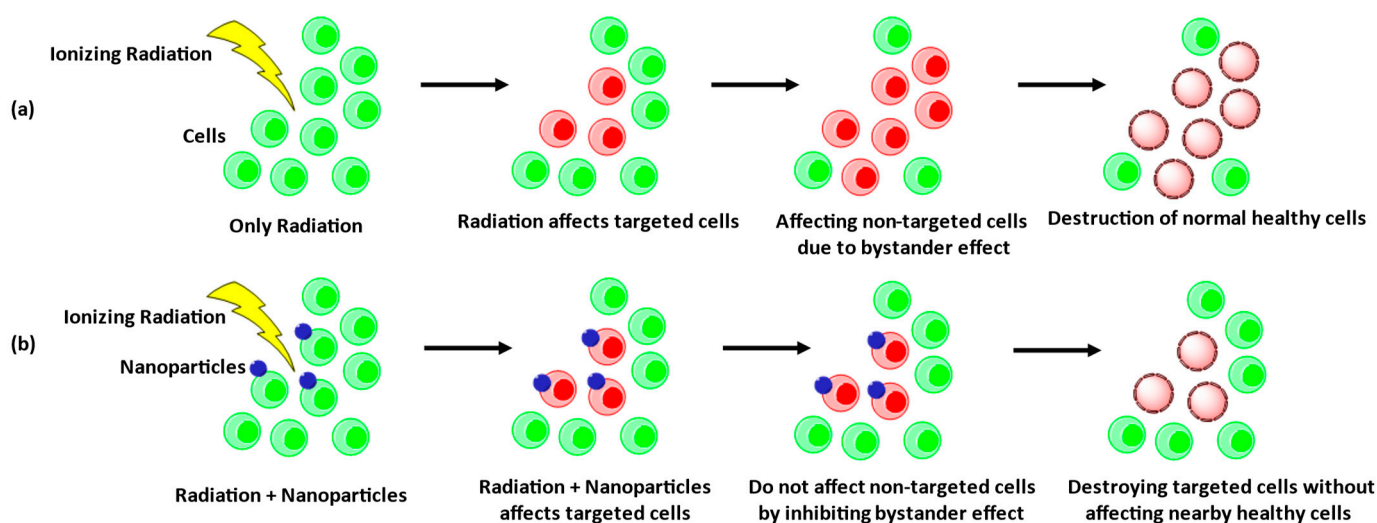 Ionizing Radiation
(a)
Cells
Only Radiation
Radiation affects targeted cells
Affecting non-targeted cells
due to bystander effect
Destruction of normal healthy cells
Ionizing Radiation
(b)
Nanoparticles
Radiation + Nanoparticles
Radiation + Nanoparticles
affects targeted cells
Do not affect non-targeted cells
by inhibiting bystander effect
Destroying targeted cells without
affecting nearby healthy cells